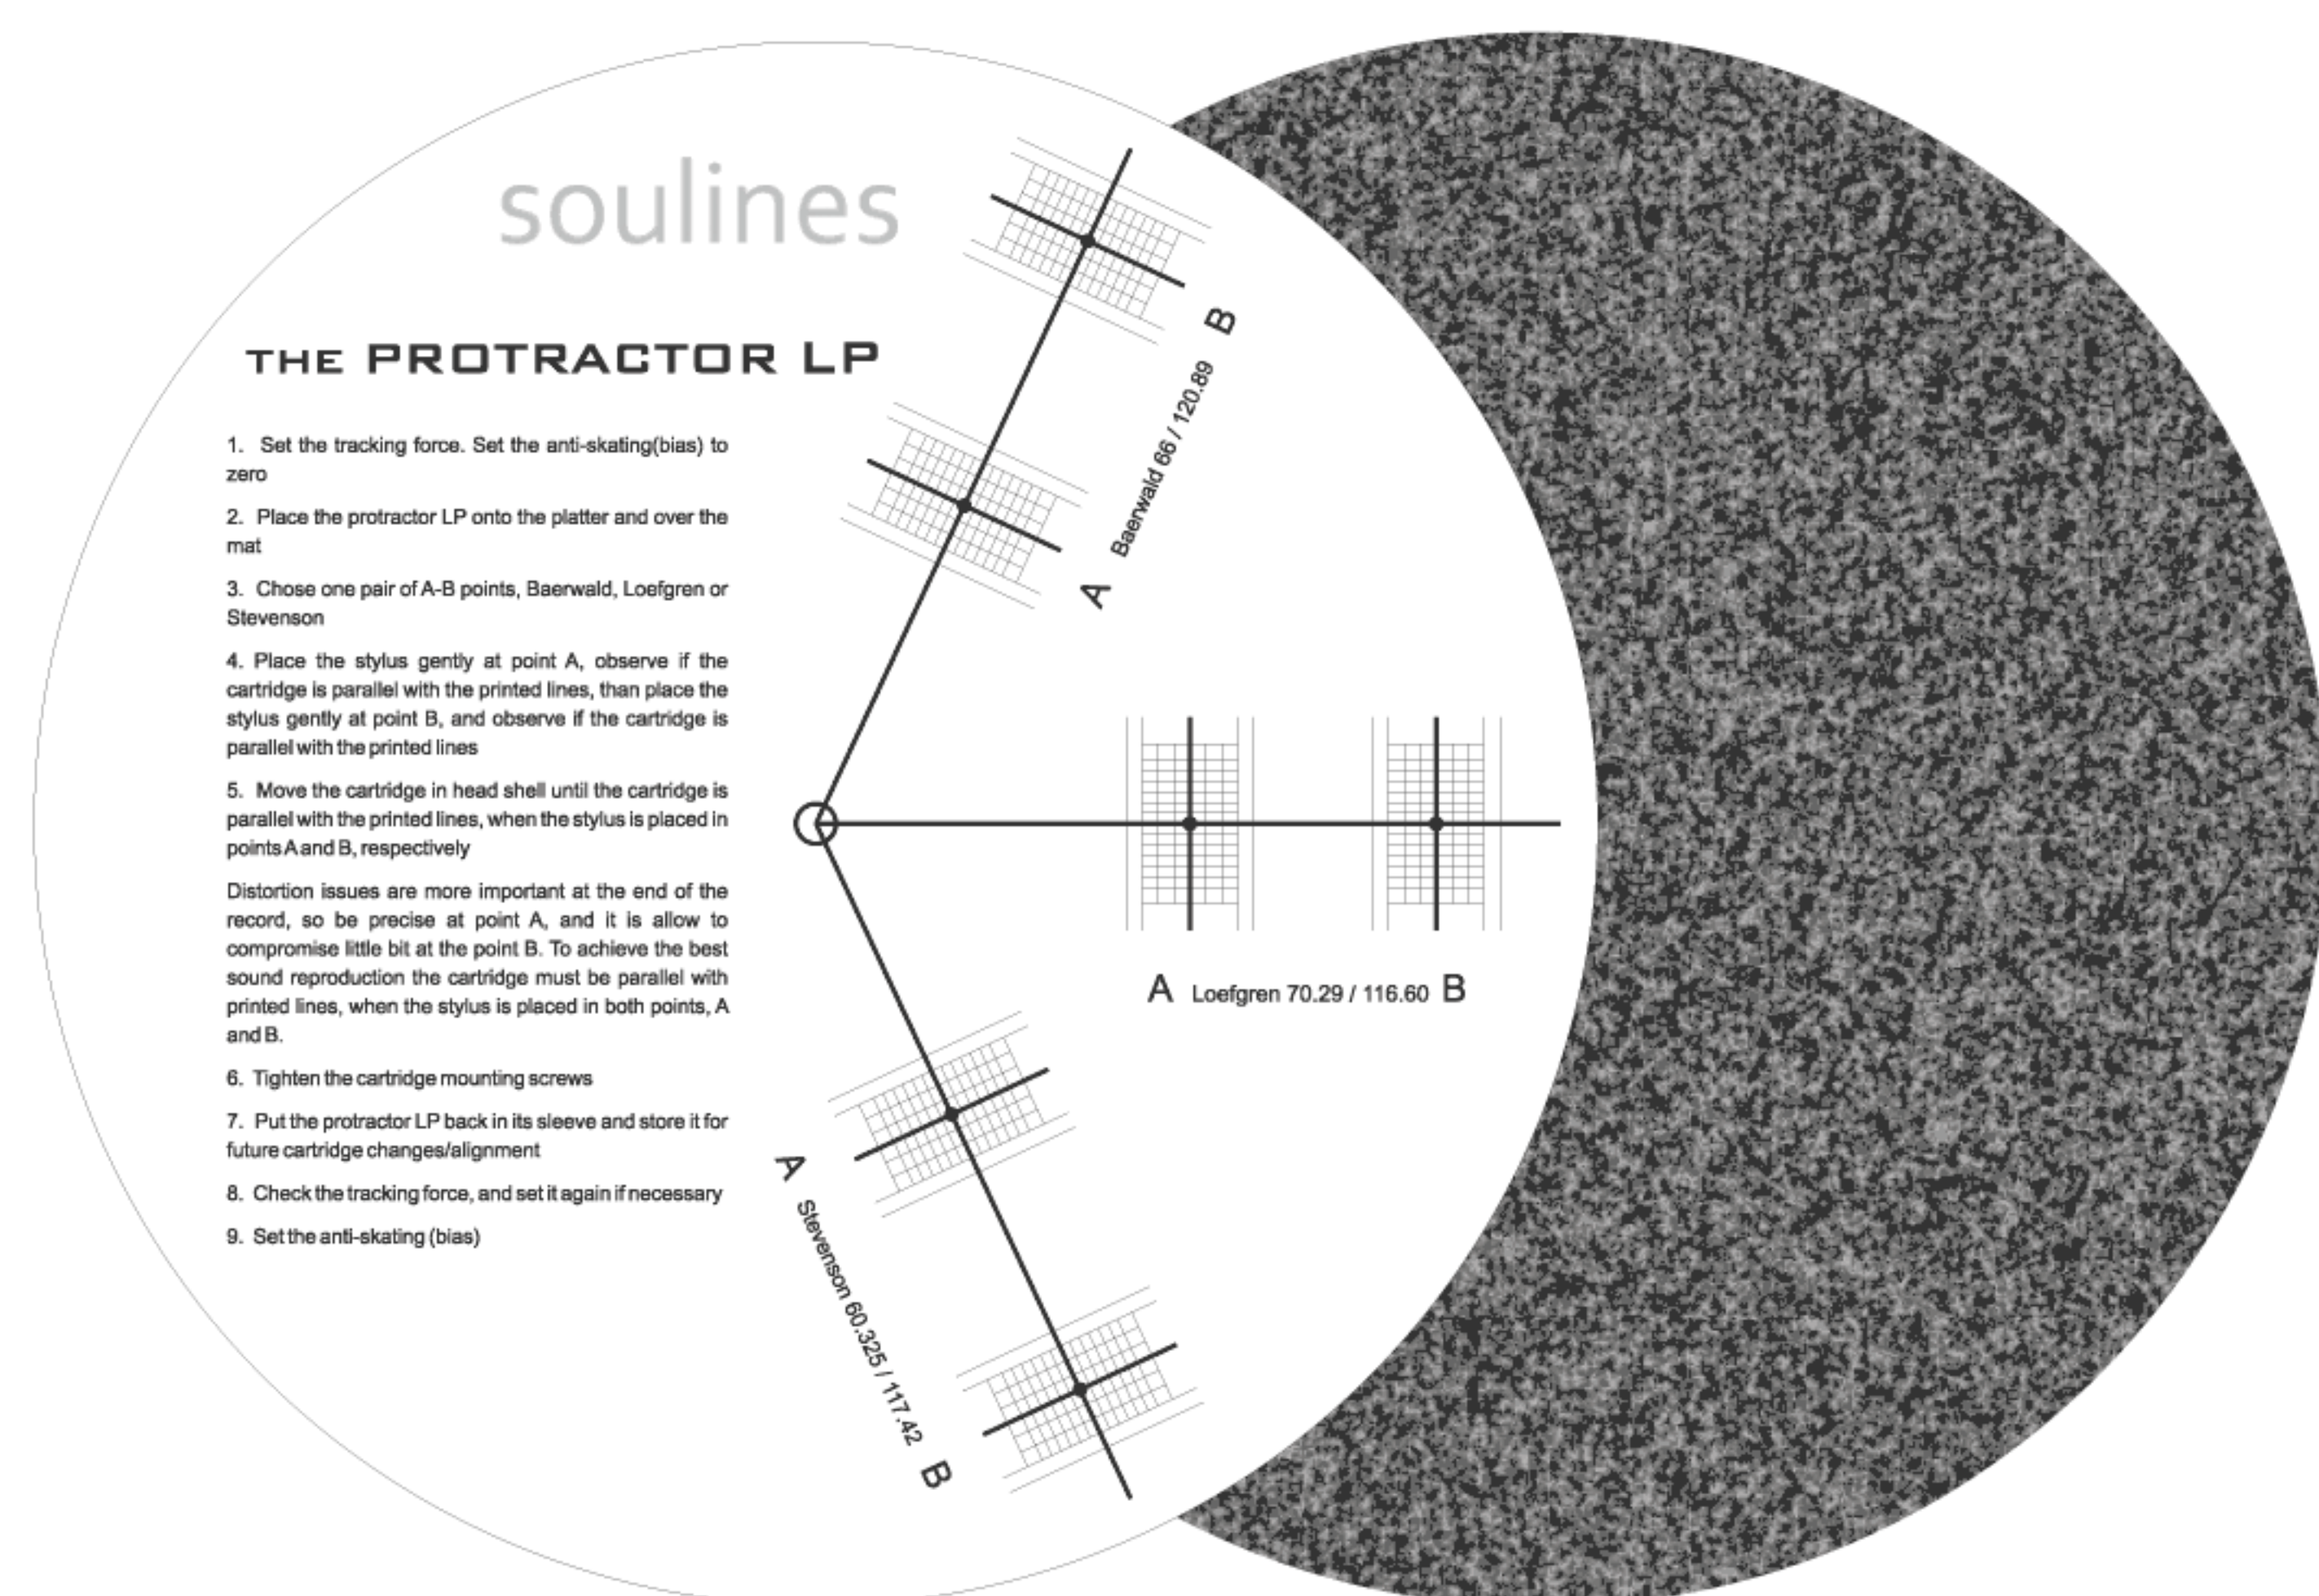 soulines
THE PROTRACTOR LP
1. Set the tracking force. Set the anti-skating(bias) to
zero
2. Place the protractor LP onto the platter and over the
mat
3. Chose one pair of A-B points, Baerwald, Loefgren or
Stevenson
4. Place the stylus gently at point A, observe if the
cartridge is parallel with the printed lines, than place the
stylus gently at point B, and observe if the cartridge is
parallel with the printed lines
5. Move the cartridge in head shell until the cartridge is
parallel with the printed lines, when the stylus is placed in
points A and B, respectively
Distortion issues are more important at the end of the
record, so be precise at point A, and it is allow to
compromise little bit at the point B. To achieve the best
sound reproduction the cartridge must be parallel with
printed lines, when the stylus is placed in both points, A
and B.
6. Tighten the cartridge mounting screws
7. Put the protractor LP back in its sleeve and store it for
future cartridge changes/alignment
8. Check the tracking force, and set it again if necessary
9. Set the anti-skating (bias)
A Baerwald 66 / 120.89 B
A Loefgren 70.29 / 116.60 B
A Stevenson 60.325 / 117.42 B